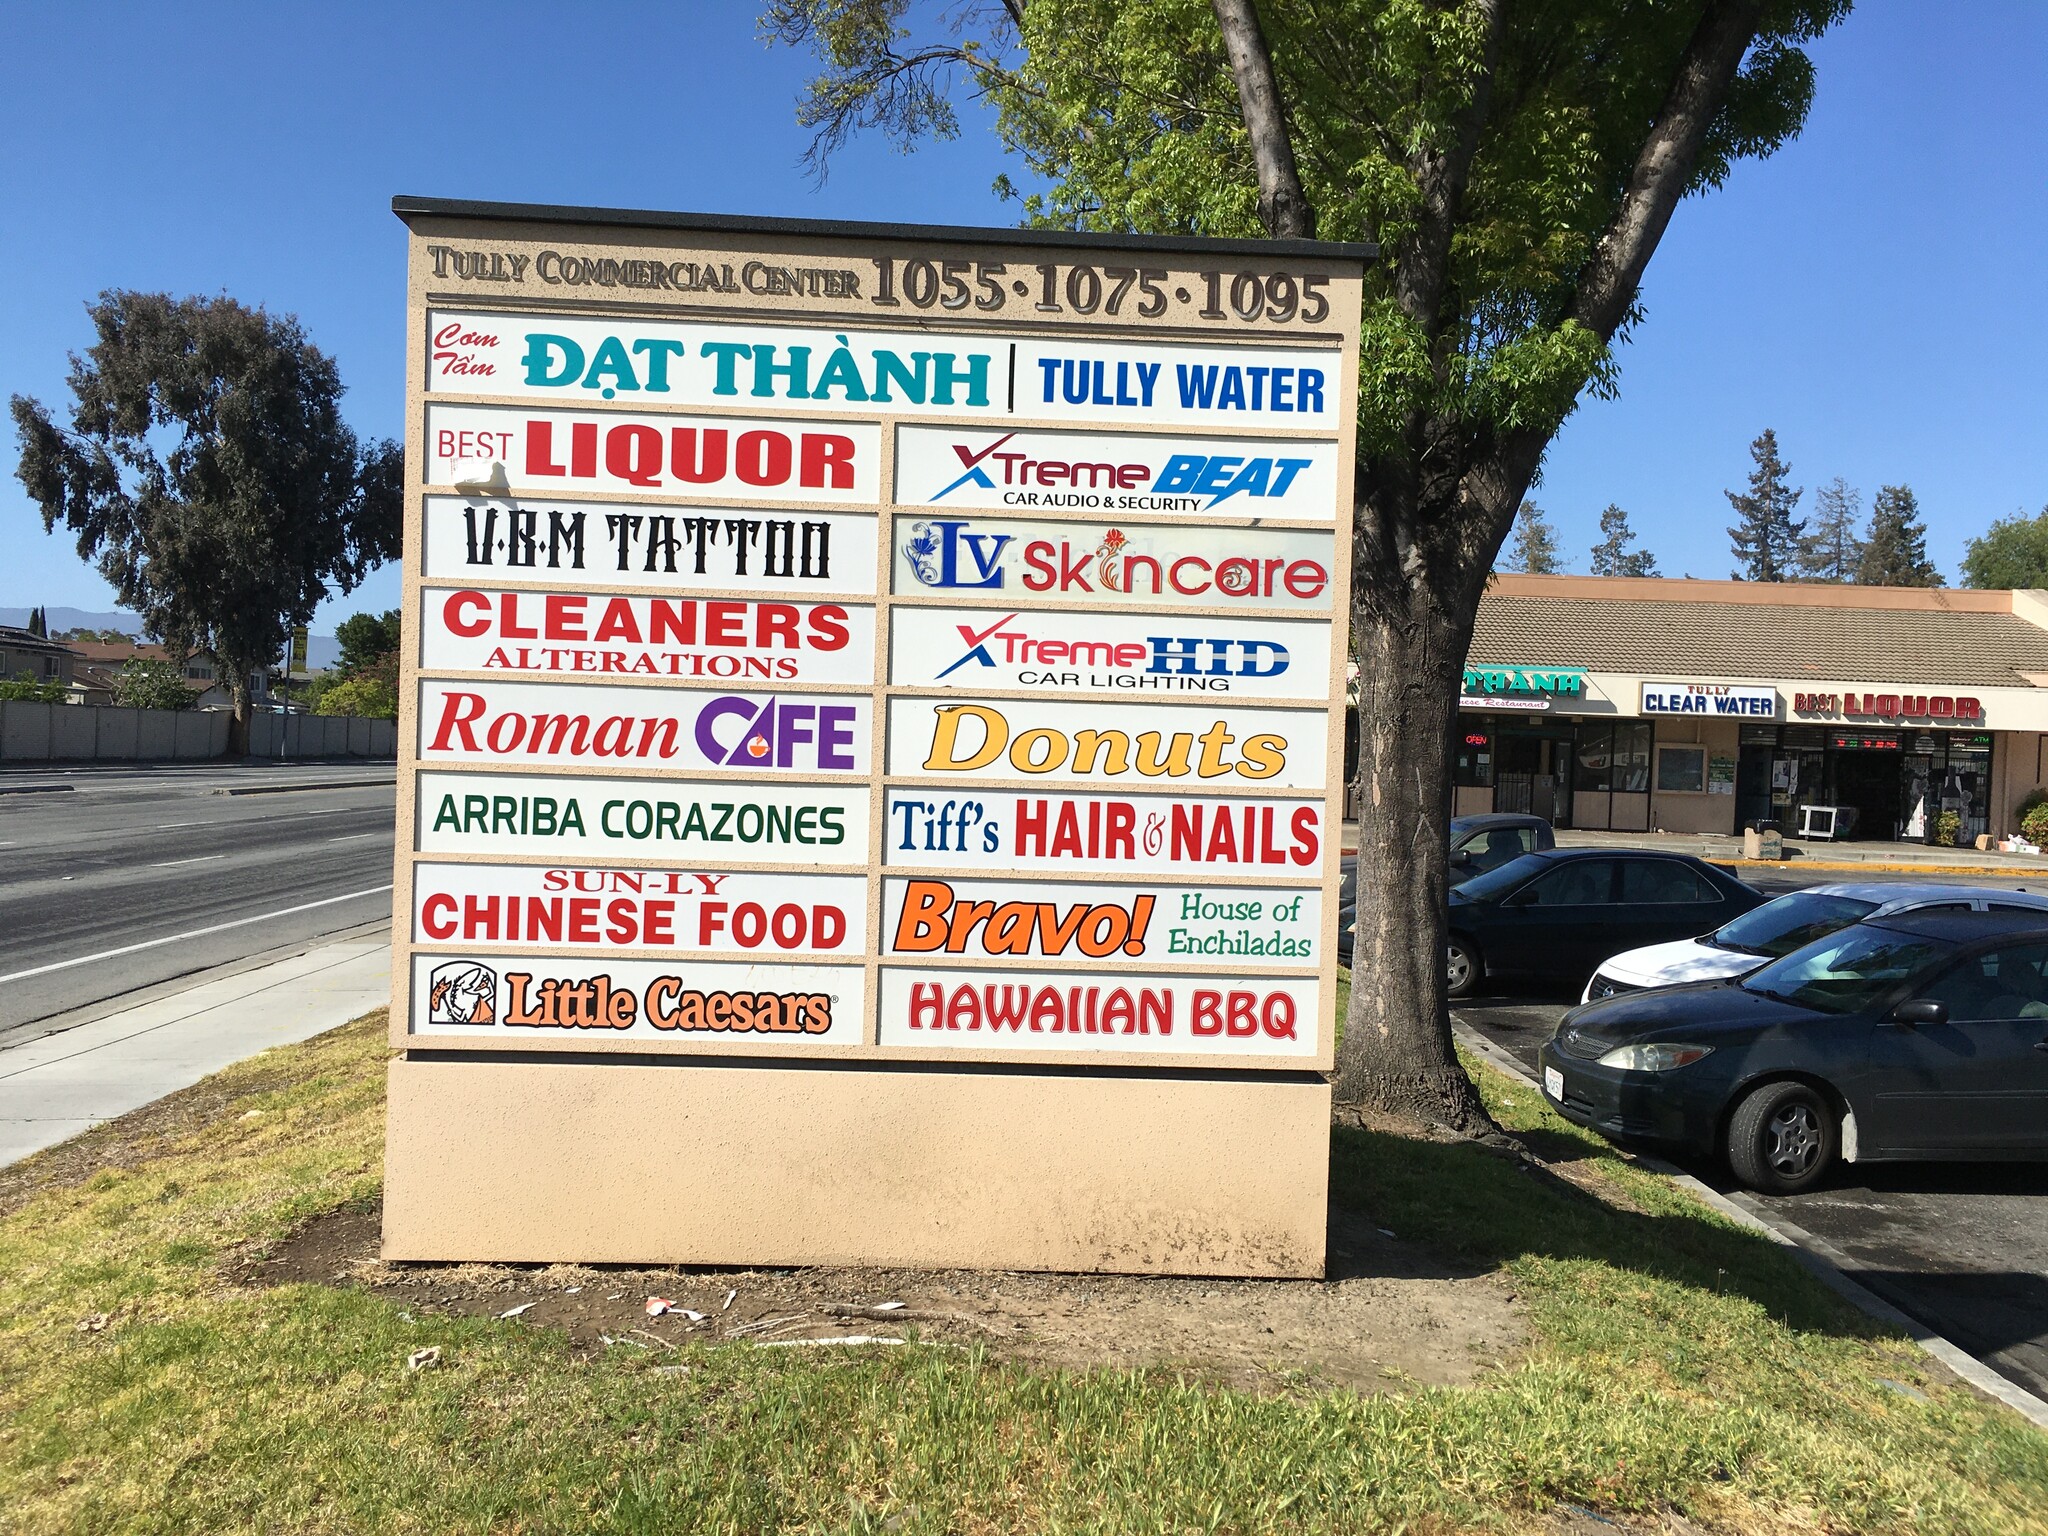 TULLY COMMERCIAL CENTER 1055 · 1075 · 1095
Cơm
Tấm
ĐẠT THÀNH
TULLY WATER
BEST LIQUOR
XTreme BEAT
CAR AUDIO & SECURITY
V.B.M TATTOO
LV Skincare
CLEANERS
ALTERATIONS
XTreme HID
CAR LIGHTING
Roman CAFE
Donuts
ARRIBA CORAZONES
Tiff's HAIR & NAILS
SUN-LY
CHINESE FOOD
Bravo!
House of
Enchiladas
Little Caesars®
HAWAIIAN BBQ
THÀNH
Restaurant
OPEN
TULLY
CLEAR WATER
BEST LIQUOR
ATM